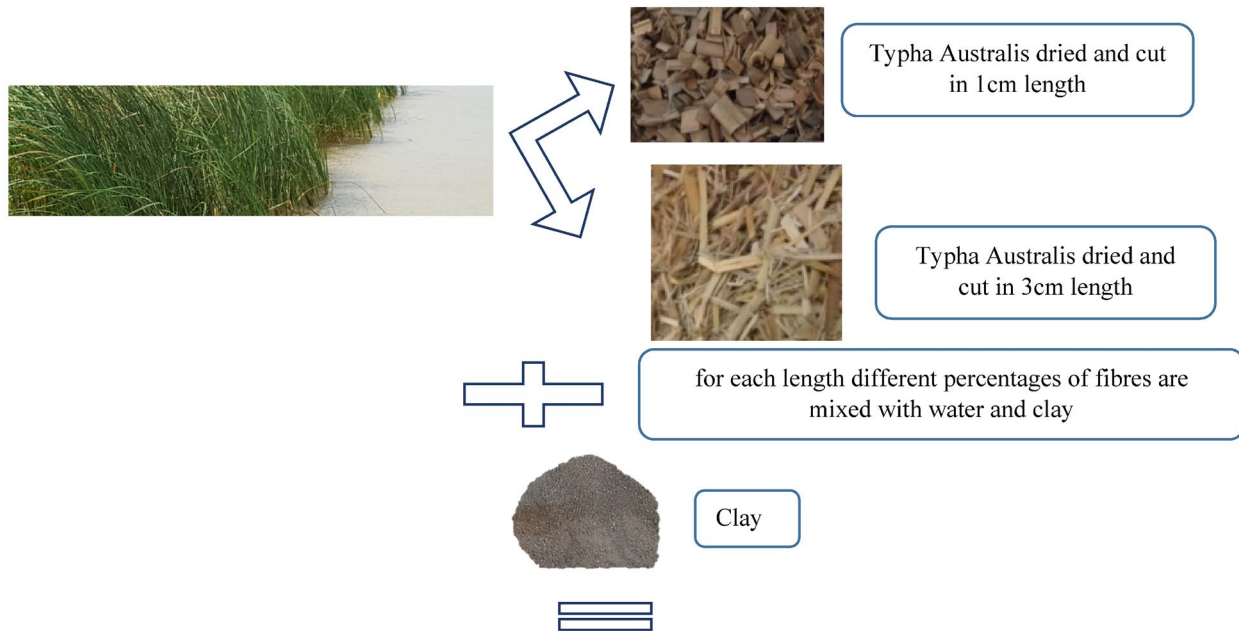 Typha Australis dried and cut
in 1cm length
Typha Australis dried and
cut in 3cm length
for each length different percentages of fibres are
mixed with water and clay
Clay